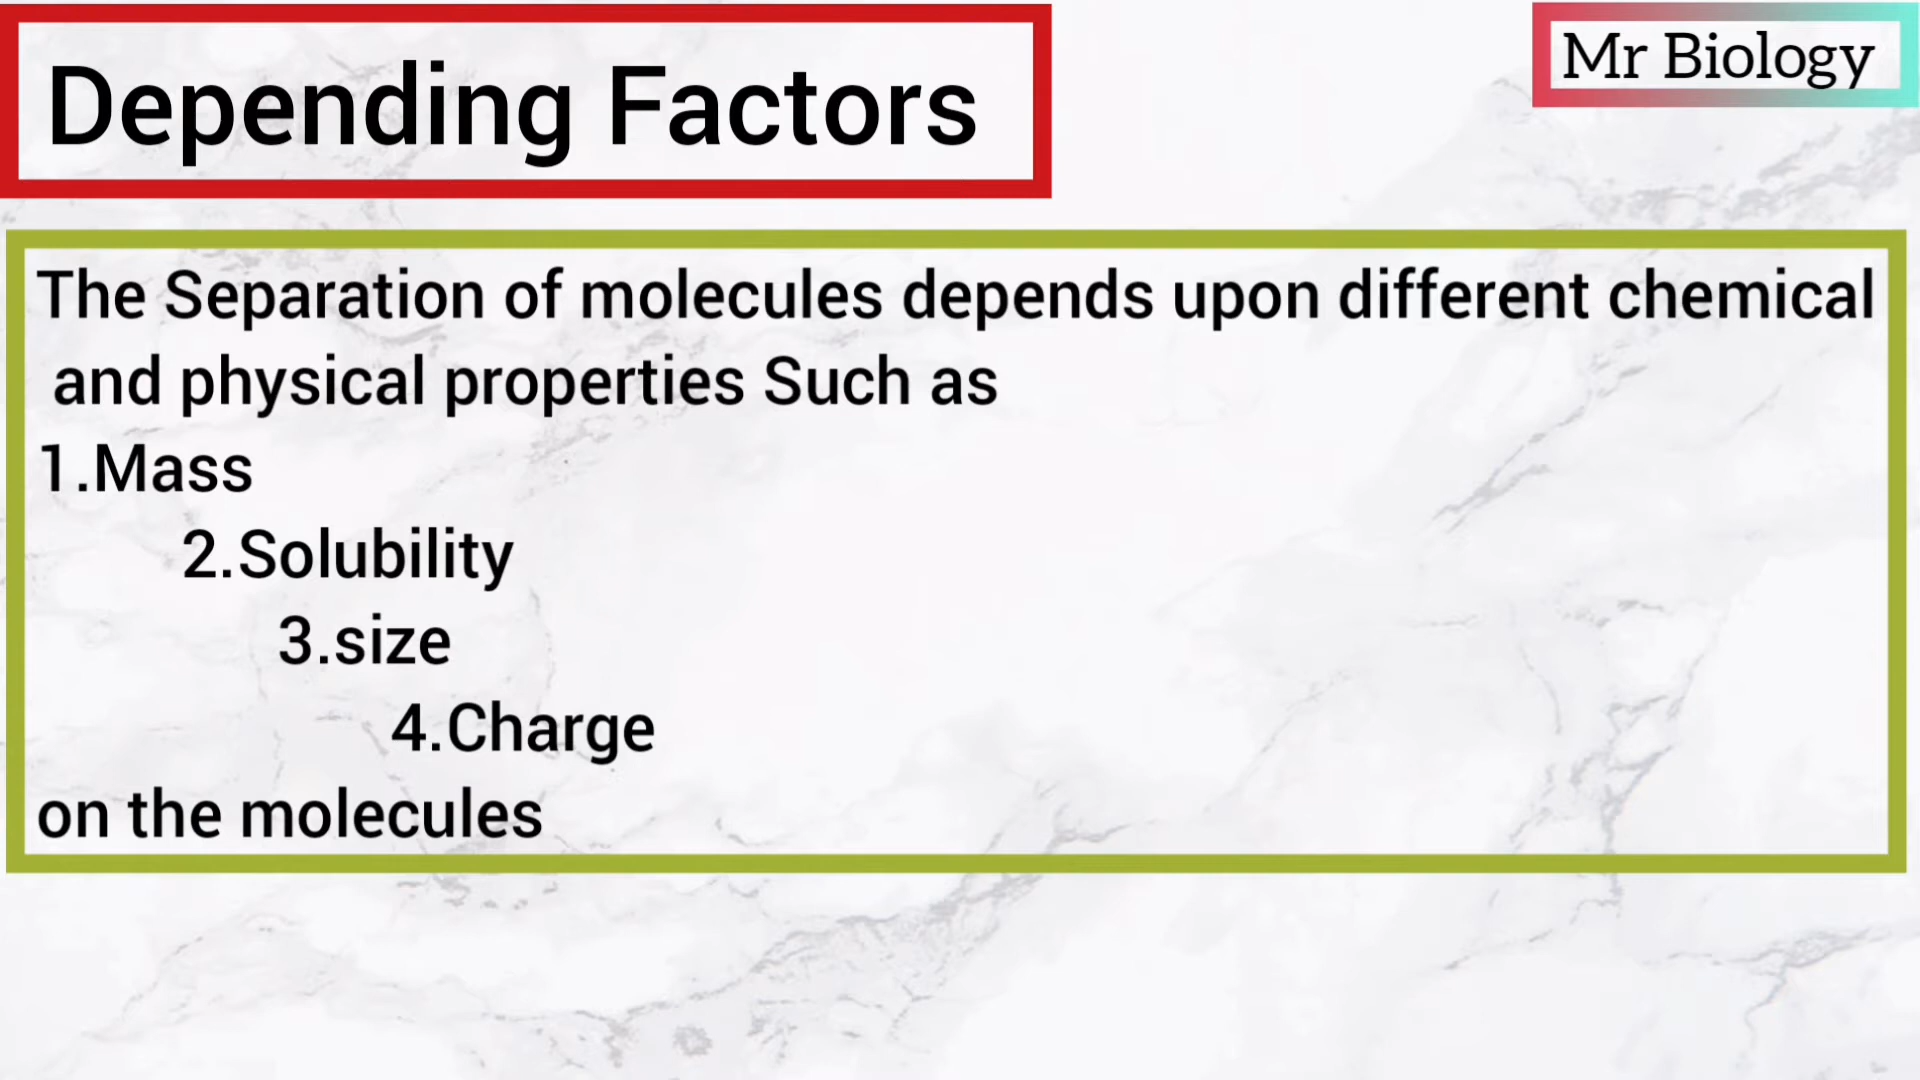 Depending Factors
Mr Biology
The Separation of molecules depends upon different chemical
and physical properties Such as
1.Mass
2.Solubility
3.size
4.Charge
on the molecules